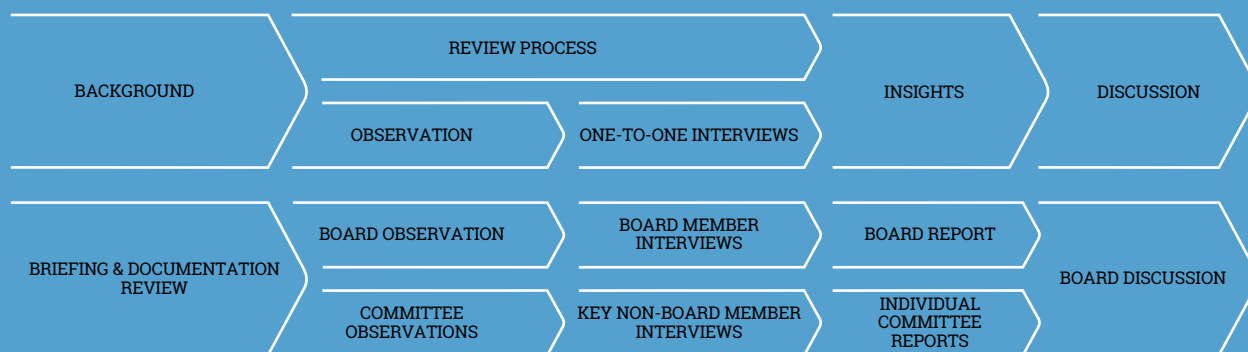 BACKGROUND
REVIEW PROCESS
OBSERVATION
ONE-TO-ONE INTERVIEWS
INSIGHTS
DISCUSSION
BRIEFING & DOCUMENTATION
REVIEW
BOARD OBSERVATION
BOARD MEMBER
INTERVIEWS
BOARD REPORT
COMMITTEE
OBSERVATIONS
KEY NON-BOARD MEMBER
INTERVIEWS
INDIVIDUAL
COMMITTEE
REPORTS
BOARD DISCUSSION